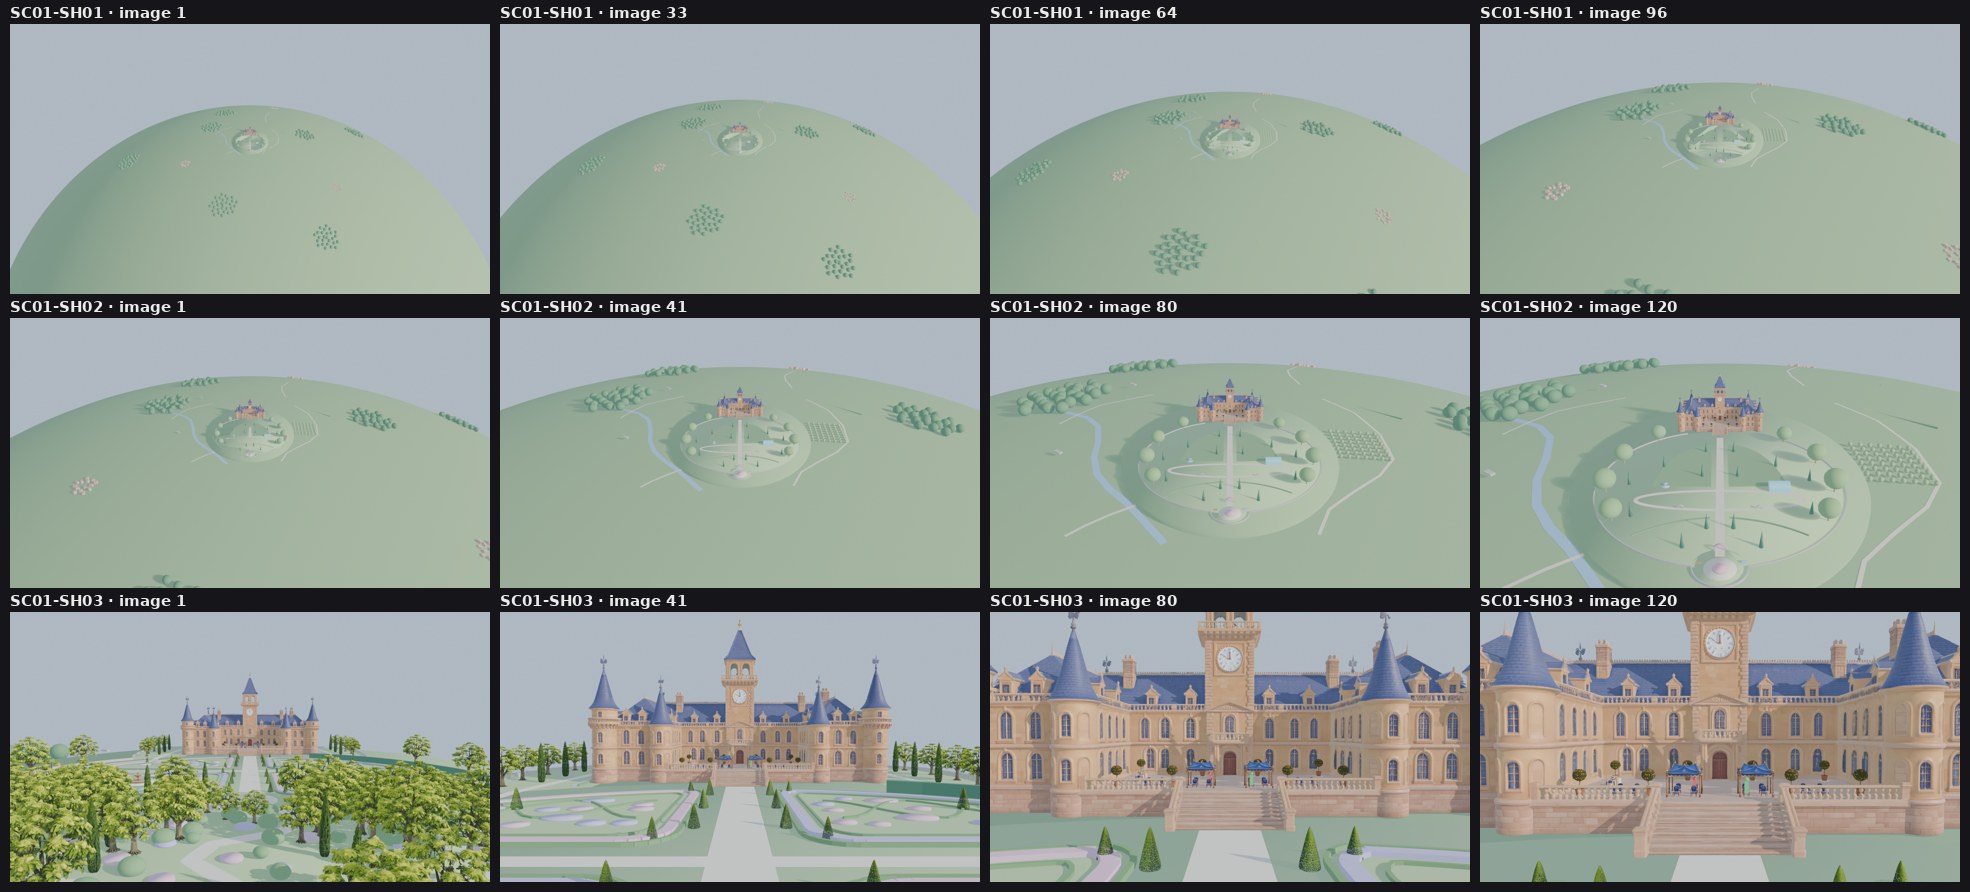 SC01-SH01 · image 1
SC01-SH01 · image 33
SC01-SH01 · image 64
SC01-SH01 · image 96
SC01-SH02 · image 1
SC01-SH02 · image 41
SC01-SH02 · image 80
SC01-SH02 · image 120
SC01-SH03 · image 1
SC01-SH03 · image 41
SC01-SH03 · image 80
SC01-SH03 · image 120